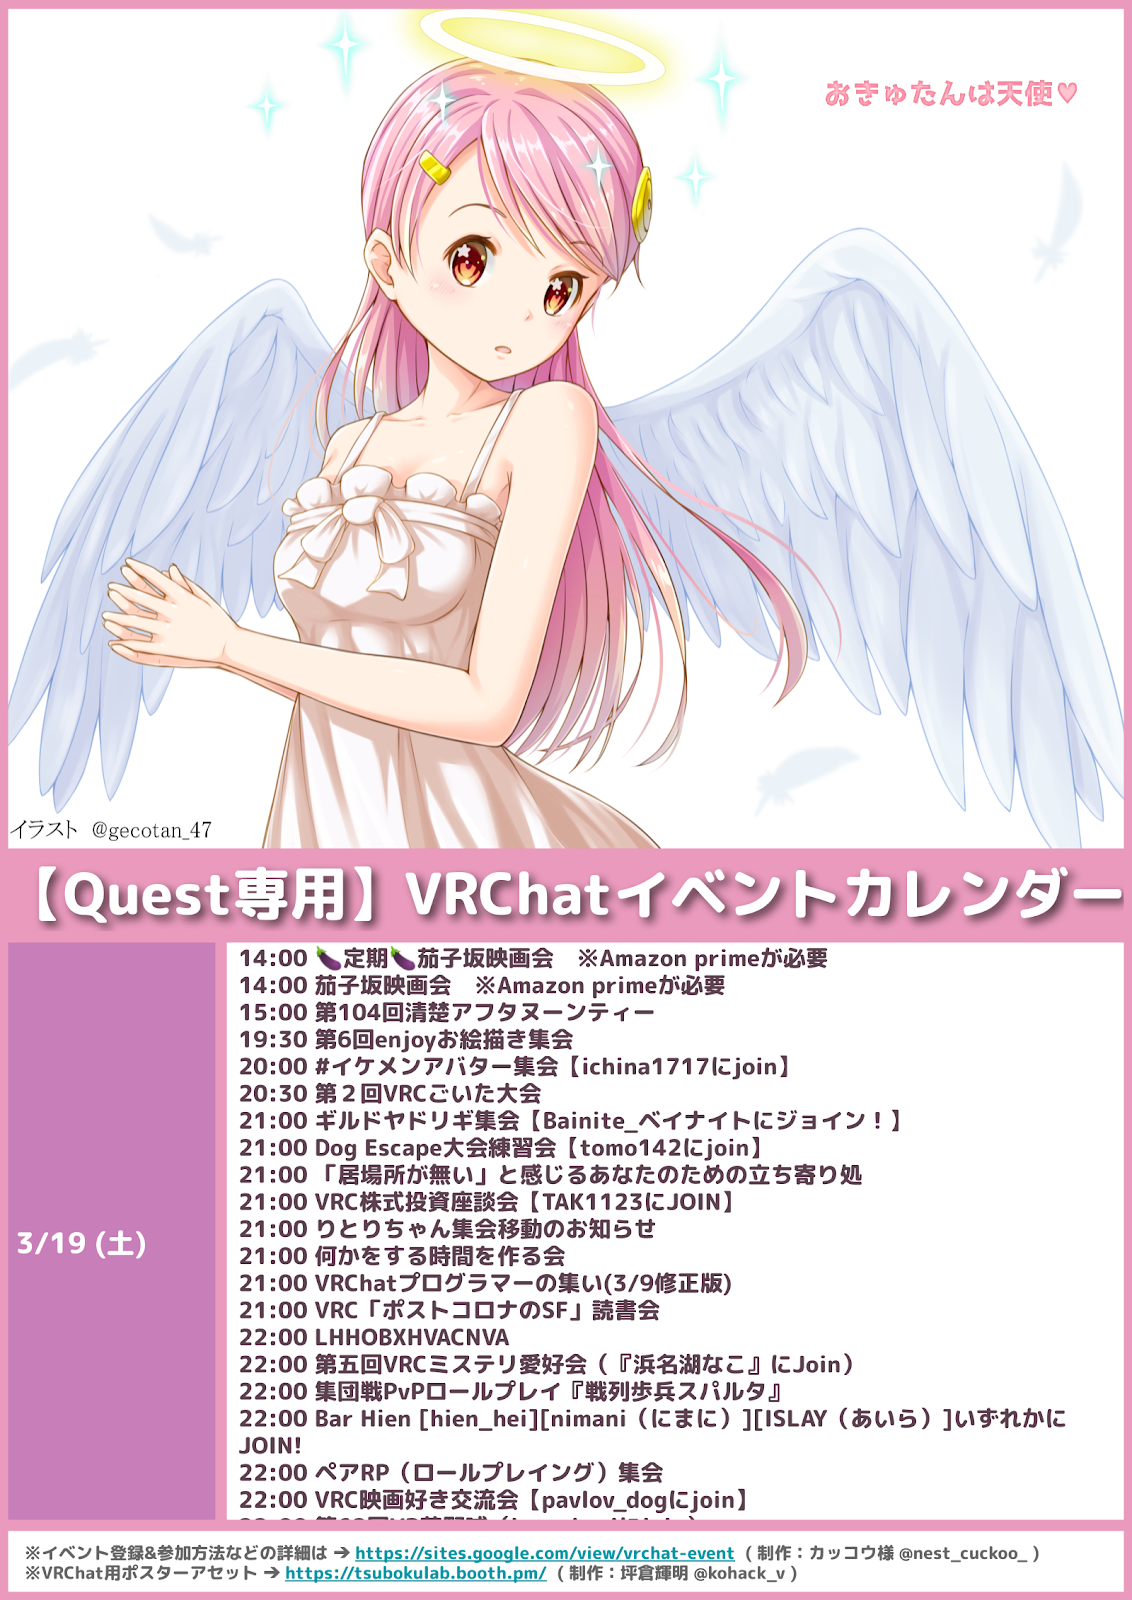 おきゅたんは天使♥
イラスト @gecotan_47
【Quest専用】VRChatイベントカレンダー
3/19 (土)
14:00 🍆定期🍆茄子坂映画会　※Amazon primeが必要
14:00 茄子坂映画会　※Amazon primeが必要
15:00 第104回清楚アフタヌーンティー
19:30 第6回enjoyお絵描き集会
20:00 #イケメンアバター集会【ichina1717にjoin】
20:30 第２回VRCごいた大会
21:00 ギルドヤドリギ集会【Bainite_ベイナイトにジョイン！】
21:00 Dog Escape大会練習会【tomo142にjoin】
21:00 「居場所が無い」と感じるあなたのための立ち寄り処
21:00 VRC株式投資座談会【TAK1123にJOIN】
21:00 りとりちゃん集会移動のお知らせ
21:00 何かをする時間を作る会
21:00 VRChatプログラマーの集い(3/9修正版)
21:00 VRC「ポストコロナのSF」読書会
22:00 LHHOBXHVACNVA
22:00 第五回VRCミステリ愛好会（『浜名湖なこ』にJoin）
22:00 集団戦PvPロールプレイ『戦列歩兵スパルタ』
22:00 Bar Hien [hien_hei][nimani（にまに）][ISLAY（あいら）]いずれかに
JOIN!
22:00 ペアRP（ロールプレイング）集会
22:00 VRC映画好き交流会【pavlov_dogにjoin】
※イベント登録&参加方法などの詳細は ➔ https://sites.google.com/view/vrchat-event （ 制作：カッコウ様 @nest_cuckoo_ ）
※VRChat用ポスターアセット ➔ https://tsubokulab.booth.pm/ （ 制作：坪倉輝明 @kohack_v ）